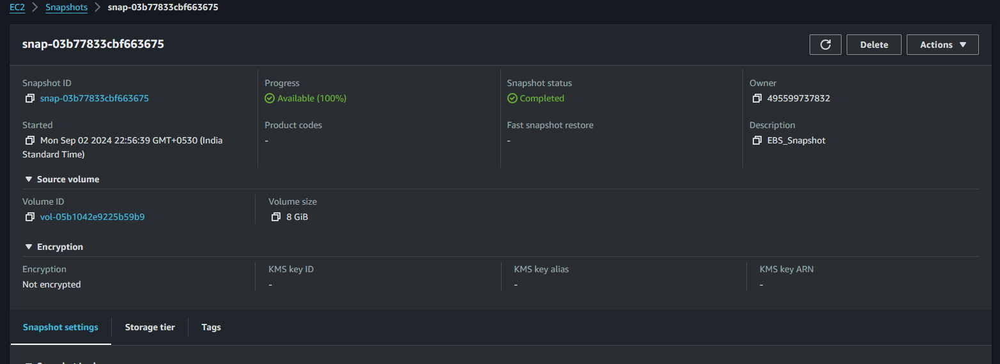 EC2 > Snapshots > snap-03b77833cbf663675
snap-03b77833cbf663675
Delete
Actions
Snapshot ID
snap-03b77833cbf663675
Progress
Available (100%)
Snapshot status
Completed
Owner
495599737832
Started
Mon Sep 02 2024 22:56:39 GMT+0530 (India
Standard Time)
Product codes
-
Fast snapshot restore
-
Description
EBS_Snapshot
Source volume
Volume ID
vol-05b1042e9225b59b9
Volume size
8 GiB
Encryption
Encryption
Not encrypted
KMS key ID
-
KMS key alias
-
KMS key ARN
-
Snapshot settings
Storage tier
Tags